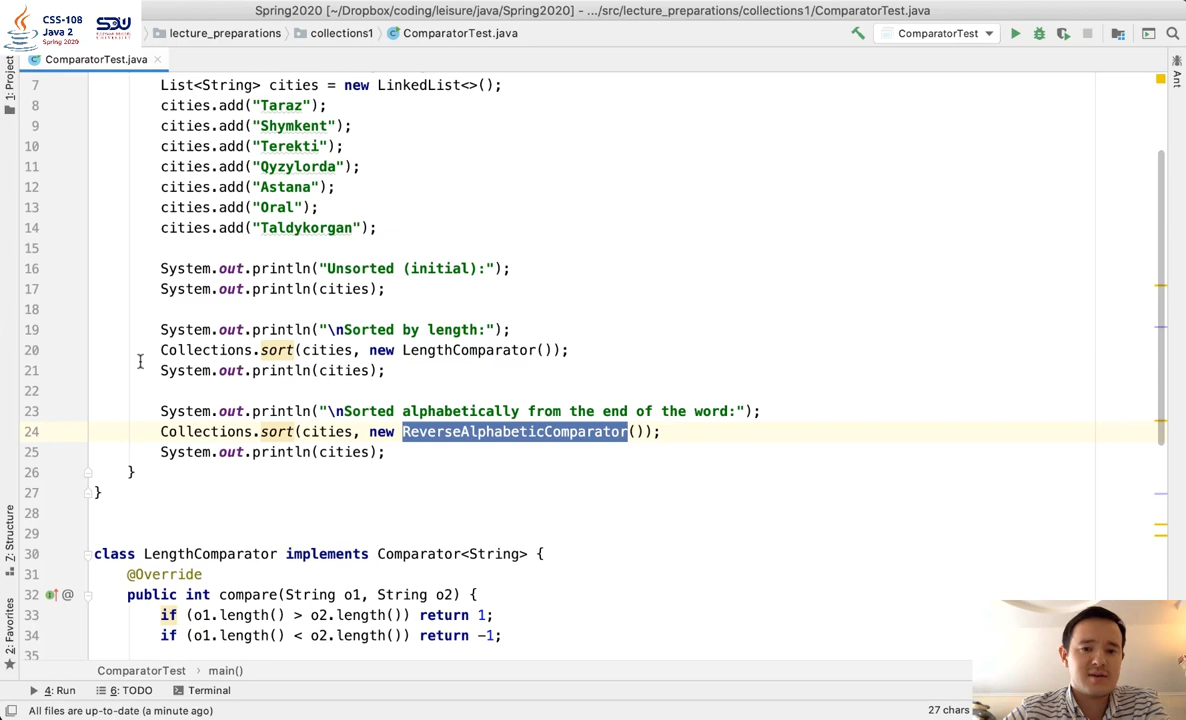 Spring2020 [~/Dropbox/coding/leisure/java/Spring2020] - .../src/lecture_preparations/collections1/ComparatorTest.java
CSS-108
Java 2
Spring 2020
SDU
lecture_preparations
collections1
ComparatorTest.java
ComparatorTest
ComparatorTest.java
1: Project
Ant
7 List<String> cities = new LinkedList<>();
8 cities.add("Taraz");
9 cities.add("Shymkent");
10 cities.add("Terekti");
11 cities.add("Qyzylorda");
12 cities.add("Astana");
13 cities.add("Oral");
14 cities.add("Taldykorgan");
15
16 System.out.println("Unsorted (initial):");
17 System.out.println(cities);
18
19 System.out.println("\nSorted by length:");
20 Collections.sort(cities, new LengthComparator());
21 System.out.println(cities);
22
23 System.out.println("\nSorted alphabetically from the end of the word:");
24 Collections.sort(cities, new ReverseAlphabeticComparator());
25 System.out.println(cities);
26 }
27 }
28
29
30 class LengthComparator implements Comparator<String> {
31 @Override
32 @ public int compare(String o1, String o2) {
33 if (o1.length() > o2.length()) return 1;
34 if (o1.length() < o2.length()) return -1;
35
7: Structure
2: Favorites
ComparatorTest › main()
4: Run
6: TODO
Terminal
All files are up-to-date (a minute ago)
27 chars